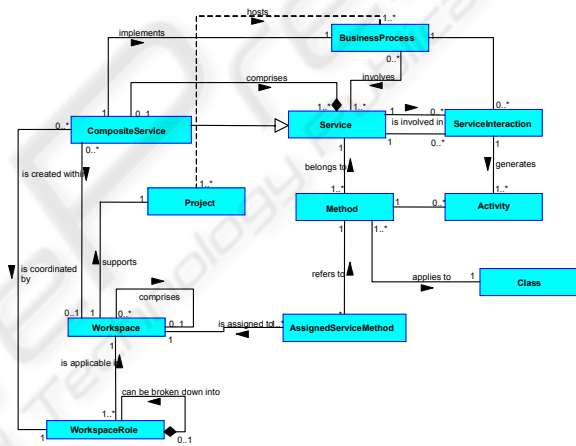 hosts
1..*
implements
BusinessProcess
1
1
0..*
comprises
involves
1
0..1
1..*
1..*
0..*
0..*
CompositeService
Service
1
0..*
is involved in
ServiceInteraction
1
0..*
0..*
1
1
is created within
belongs to
generates
1..*
1..*
1..*
Project
Method
1
0..*
Activity
1
1
1..*
supports
is coordinated
by
refers to
applies to
1
Class
comprises
0..1
1
0..*
0..1
is assigned to
1..*
*
Workspace
1
AssignedServiceMethod
1
is applicable i
can be broken down into
1..*
WorkspaceRole
1
0..1